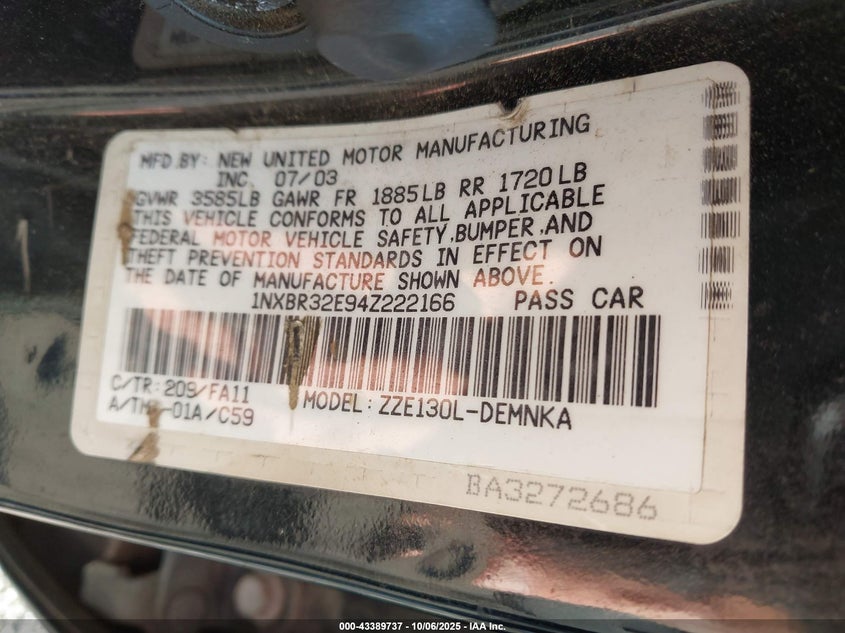 MFD.BY: NEW UNITED MOTOR MANUFACTURING
INC. 07/03
GVWR 3585LB GAWR FR 1885LB RR 1720LB
THIS VEHICLE CONFORMS TO ALL APPLICABLE
FEDERAL MOTOR VEHICLE SAFETY,BUMPER,AND
THEFT PREVENTION STANDARDS IN EFFECT ON
THE DATE OF MANUFACTURE SHOWN ABOVE.
1NXBR32E94Z222166 PASS CAR
C/TR:209/FA11
A/TM: -01A/C59 MODEL: ZZE130L-DEMNKA
BA3272686
000-43389737 - 10/06/2025 - IAA Inc.